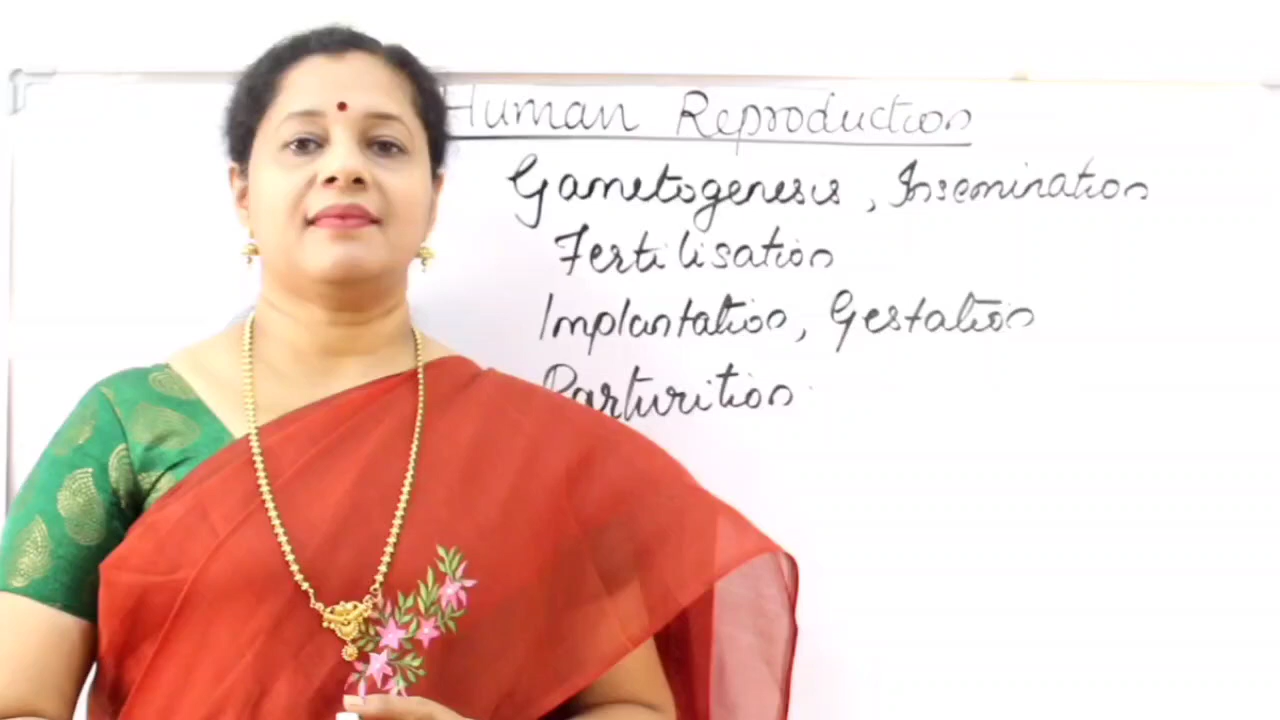 Human Reproduction
Gametogenesis, Insemination
Fertilisation
Implantation, Gestation
Parturition